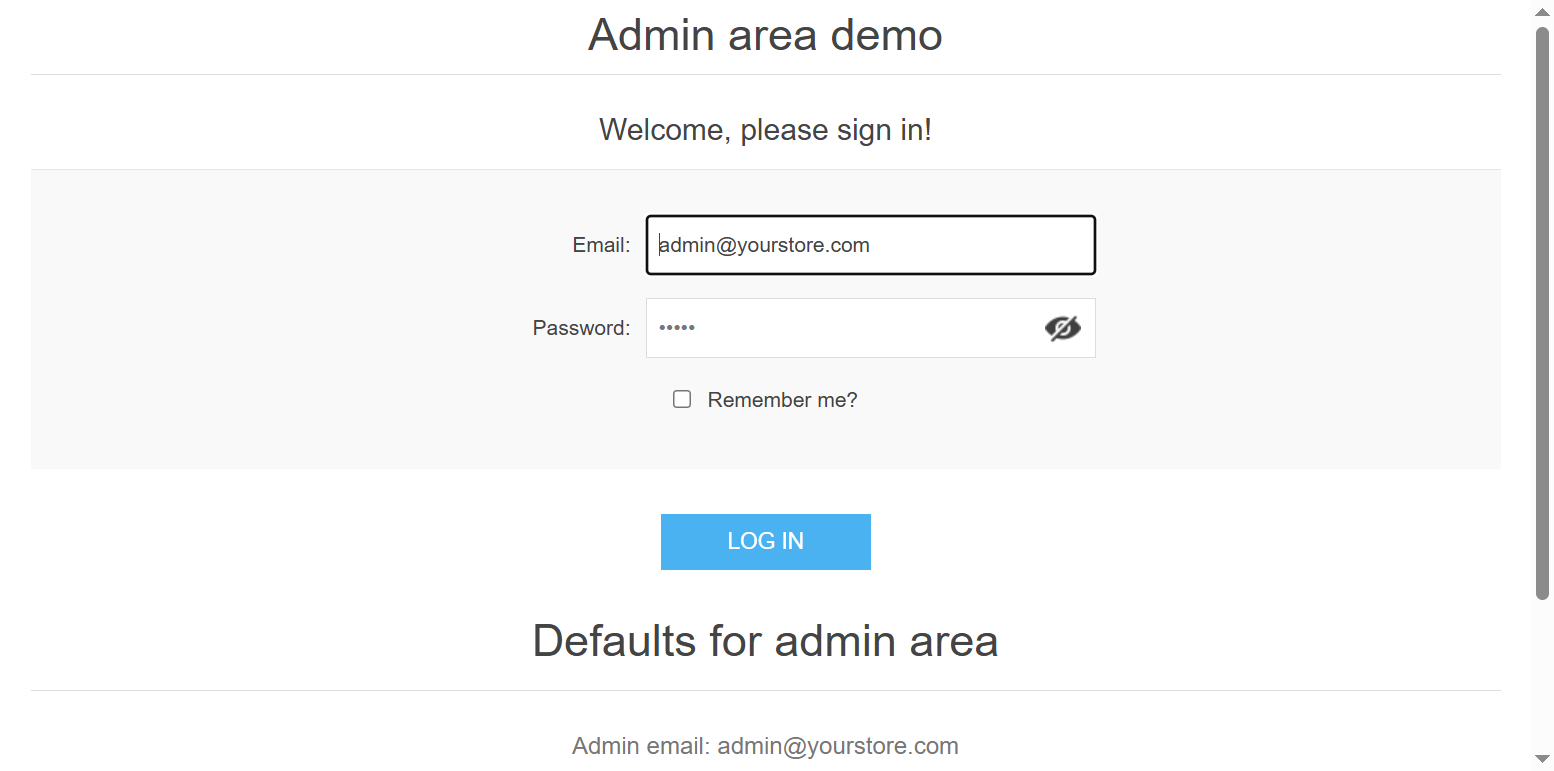 Admin area demo
Welcome, please sign in!
Email: admin@yourstore.com
Password: •••••
Remember me?
LOG IN
Defaults for admin area
Admin email: admin@yourstore.com